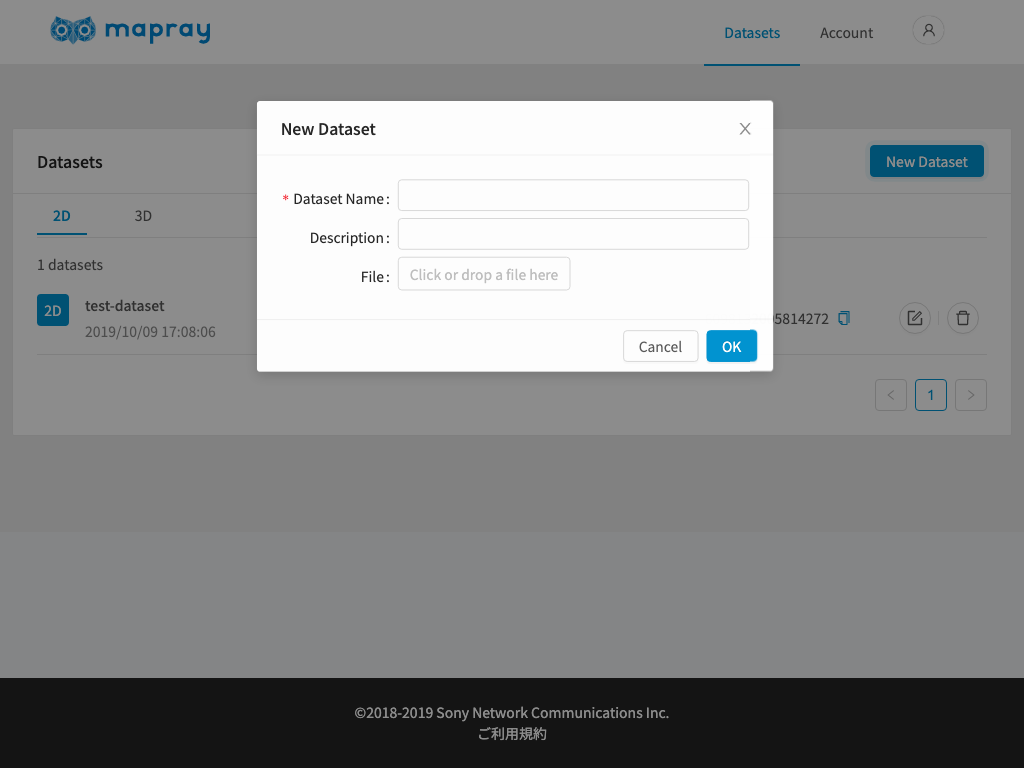 mapray
Datasets
Account
New Dataset
Datasets
New Dataset
* Dataset Name :
2D
3D
Description :
1 datasets
File :
Click or drop a file here
2D
test-dataset
5814272
2019/10/09 17:08:06
Cancel
OK
<
1
>
©2018-2019 Sony Network Communications Inc.
ご利用規約